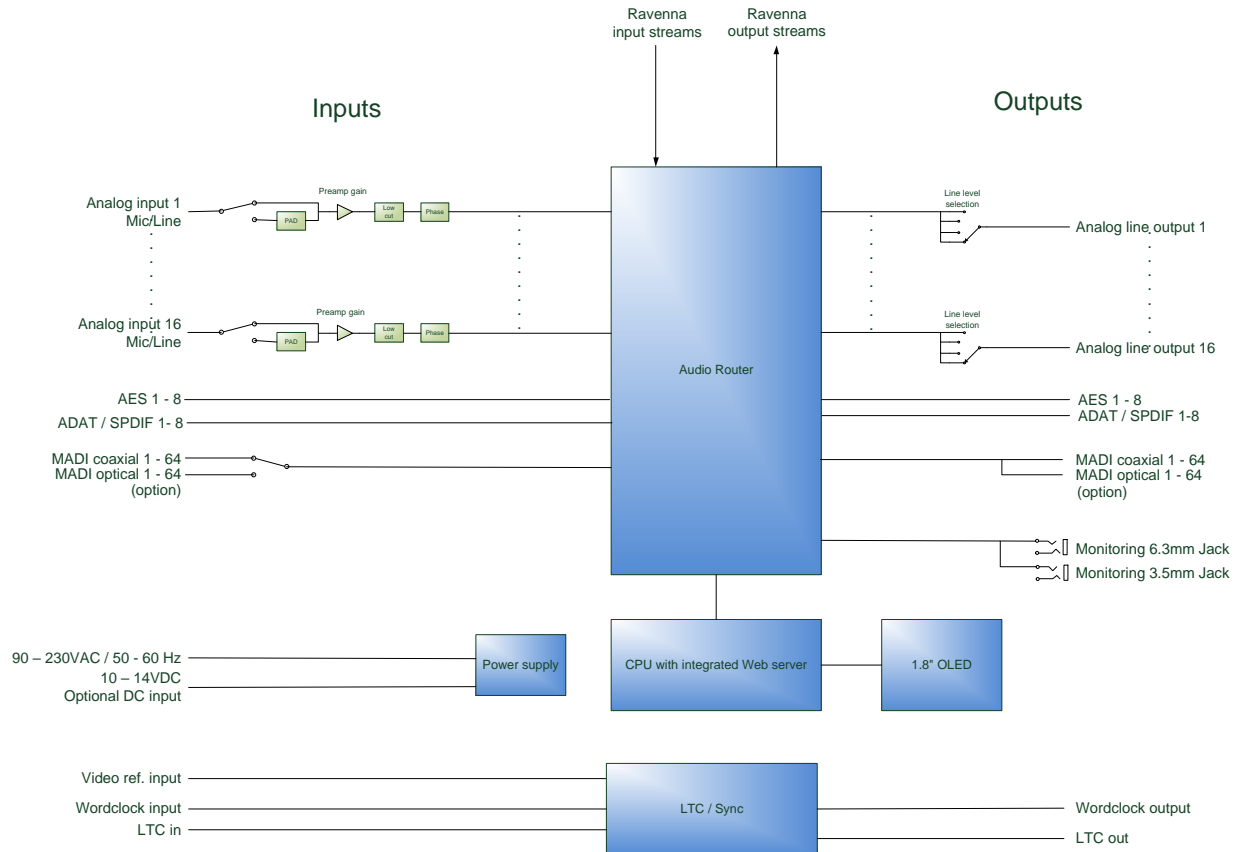 Ravenna
input streams
Ravenna
output streams
Inputs
Outputs
Analog input 1
Mic/Line
PAD
Preamp gain
Low
cut
Phase
Line level
selection
Analog line output 1
Analog input 16
Mic/Line
PAD
Preamp gain
Low
cut
Phase
Line level
selection
Analog line output 16
Audio Router
AES 1 - 8
ADAT / SPDIF 1- 8
AES 1 - 8
ADAT / SPDIF 1-8
MADI coaxial 1 - 64
MADI optical 1 - 64
(option)
MADI coaxial 1 - 64
MADI optical 1 - 64
(option)
Monitoring 6.3mm Jack
Monitoring 3.5mm Jack
90 – 230VAC / 50 - 60 Hz
10 – 14VDC
Optional DC input
Power supply
CPU with integrated Web server
1.8" OLED
Video ref. input
Wordclock input
LTC in
LTC / Sync
Wordclock output
LTC out